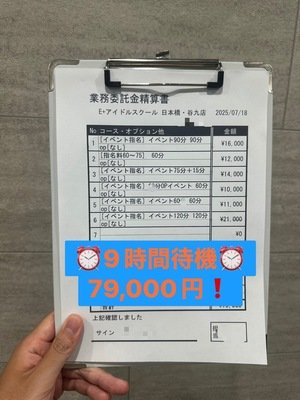 業務委託金精算書
E+アイドルスクール 日本橋・谷九店 2025/07/18
No コース・オプション他 金額
1 [イベント指名] イベント90分 90分 ¥16,000
op[なし]
2 [指名料60～75] 60分 ¥12,000
op[なし]
3 [イベント指名] イベント75分＋15分 ¥14,000
op[なし]
4 [イベント指名] OPイベント 60分 ¥10,000
op[なし]
5 [イベント指名] イベント60 60分 ¥11,000
op[なし]
6 [イベント指名] イベント120分 120分 ¥21,000
op[なし]
7 ¥0
⏰９時間待機⏰
79,000円❗
上記確認しました
サイン